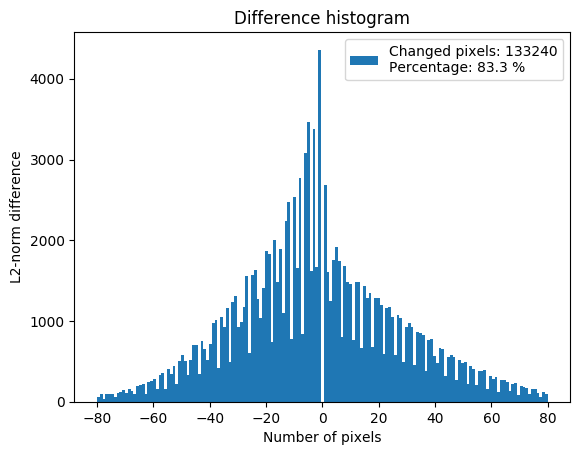 Difference histogram
Changed pixels: 133240
Percentage: 83.3 %
L2-norm difference
4000
3000
2000
1000
0
−80 −60 −40 −20 0 20 40 60 80
Number of pixels